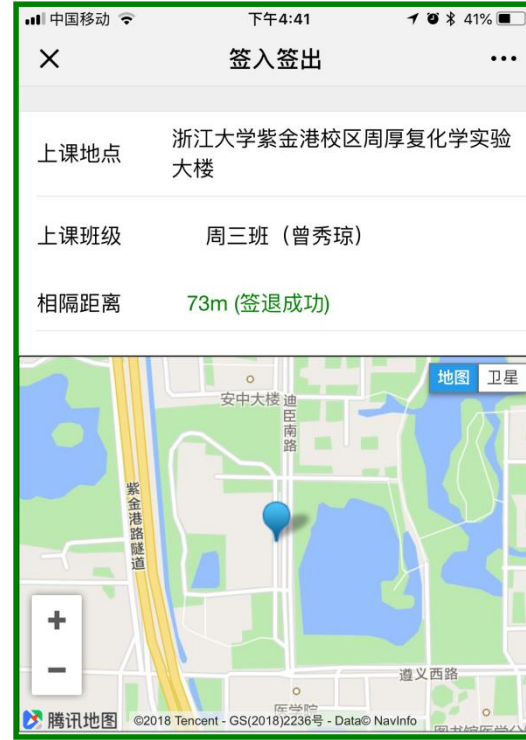 中国移动 下午4:41 41%
签入签出
上课地点 浙江大学紫金港校区周厚复化学实验
大楼
上课班级 周三班（曾秀琼）
相隔距离 73m (签退成功)
地图 卫星
安中大楼
迪臣南路
紫金港路隧道
+
−
遵义西路
医学院
腾讯地图 ©2018 Tencent - GS(2018)2236号 - Data© NavInfo